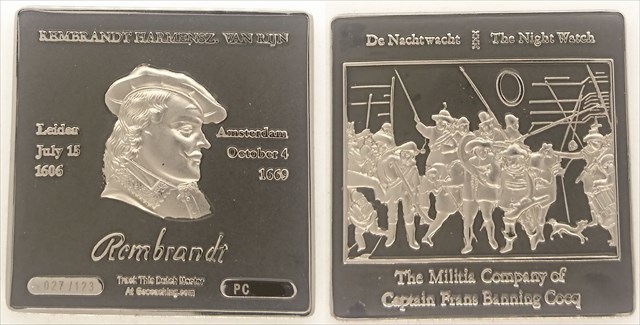 REMBRANDT HARMENSZ. VAN RIJN
Leiden
July 15
1606
Amsterdam
October 4
1669
Rembrandt
Track This Dutch Master
At Geocaching.com
027/123
PC
De Nachtwacht
The Night Watch
The Militia Company of
Captain Frans Banning Cocq